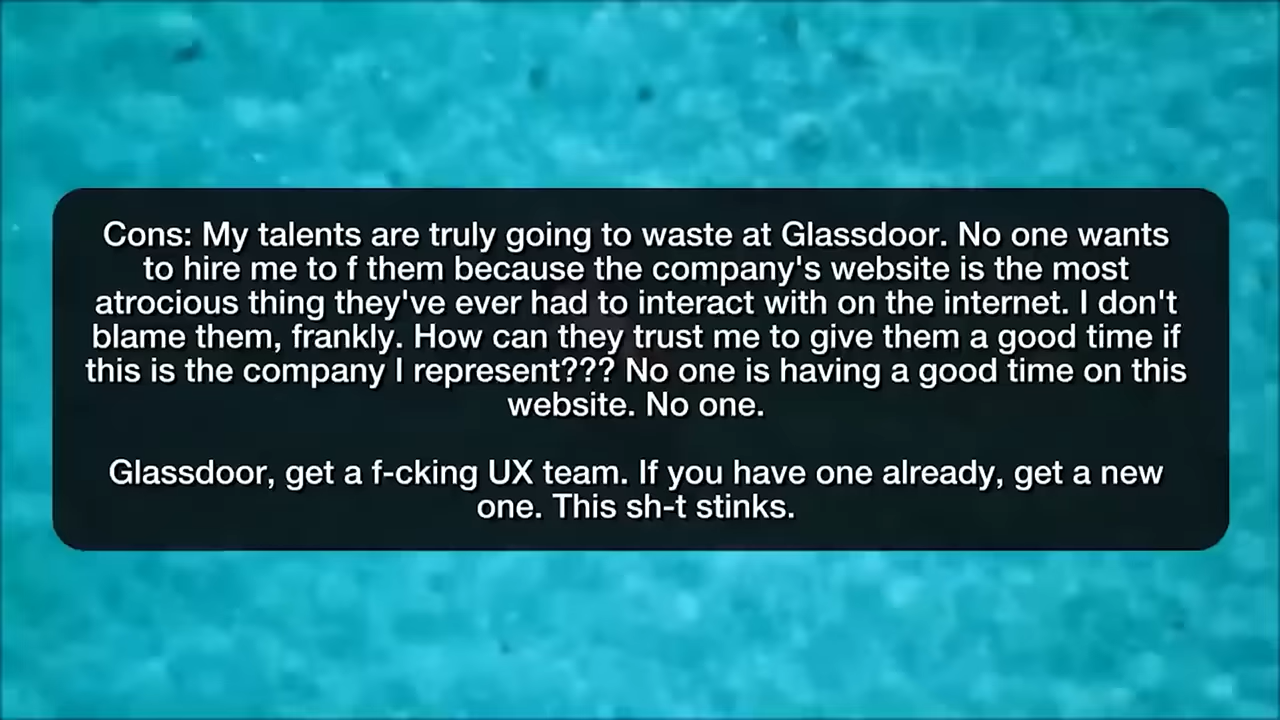 Cons: My talents are truly going to waste at Glassdoor. No one wants
to hire me to f them because the company's website is the most
atrocious thing they've ever had to interact with on the internet. I don't
blame them, frankly. How can they trust me to give them a good time if
this is the company I represent??? No one is having a good time on this
website. No one.
Glassdoor, get a f-cking UX team. If you have one already, get a new
one. This sh-t stinks.